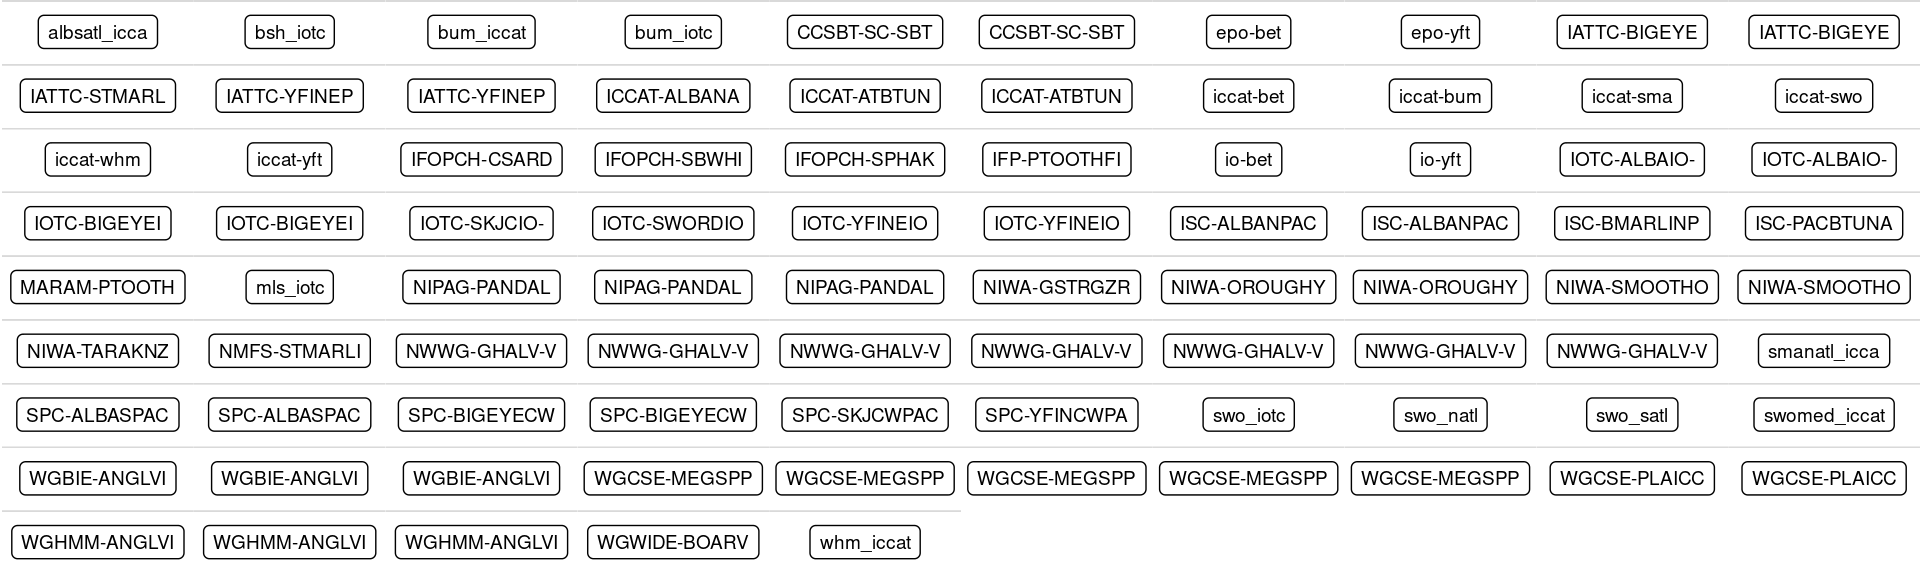 albsatl_icca bsh_iotc bum_iccat bum_iotc CCSBT-SC-SBT CCSBT-SC-SBT epo-bet epo-yft IATTC-BIGEYE IATTC-BIGEYE
IATTC-STMARL IATTC-YFINEP IATTC-YFINEP ICCAT-ALBANA ICCAT-ATBTUN ICCAT-ATBTUN iccat-bet iccat-bum iccat-sma iccat-swo
iccat-whm iccat-yft IFOPCH-CSARD IFOPCH-SBWHI IFOPCH-SPHAK IFP-PTOOTHFI io-bet io-yft IOTC-ALBAIO- IOTC-ALBAIO-
IOTC-BIGEYEI IOTC-BIGEYEI IOTC-SKJCIO- IOTC-SWORDIO IOTC-YFINEIO IOTC-YFINEIO ISC-ALBANPAC ISC-ALBANPAC ISC-BMARLINP ISC-PACBTUNA
MARAM-PTOOTH mls_iotc NIPAG-PANDAL NIPAG-PANDAL NIPAG-PANDAL NIWA-GSTRGZR NIWA-OROUGHY NIWA-OROUGHY NIWA-SMOOTHO NIWA-SMOOTHO
NIWA-TARAKNZ NMFS-STMARLI NWWG-GHALV-V NWWG-GHALV-V NWWG-GHALV-V NWWG-GHALV-V NWWG-GHALV-V NWWG-GHALV-V NWWG-GHALV-V smanatl_icca
SPC-ALBASPAC SPC-ALBASPAC SPC-BIGEYECW SPC-BIGEYECW SPC-SKJCWPAC SPC-YFINCWPA swo_iotc swo_natl swo_satl swomed_iccat
WGBIE-ANGLVI WGBIE-ANGLVI WGBIE-ANGLVI WGCSE-MEGSPP WGCSE-MEGSPP WGCSE-MEGSPP WGCSE-MEGSPP WGCSE-MEGSPP WGCSE-PLAICC WGCSE-PLAICC
WGHMM-ANGLVI WGHMM-ANGLVI WGHMM-ANGLVI WGWIDE-BOARV whm_iccat